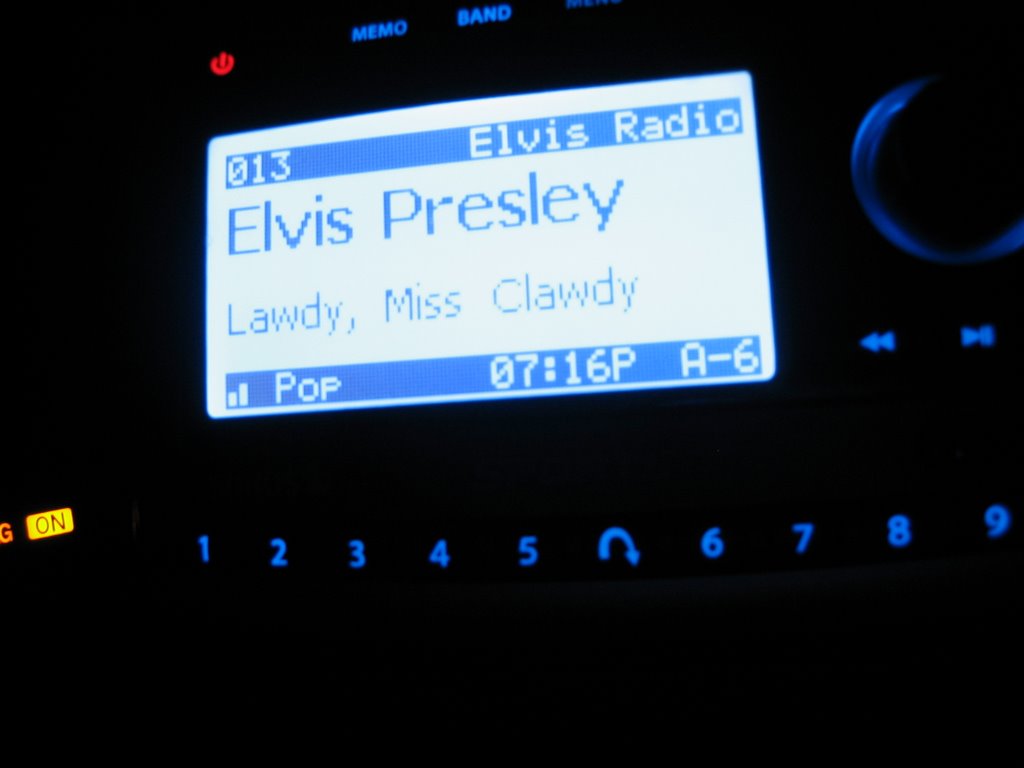 MEMO BAND MENU
013 Elvis Radio
Elvis Presley
Lawdy, Miss Clawdy
Pop 07:16P A-6
G ON
1 2 3 4 5 6 7 8 9